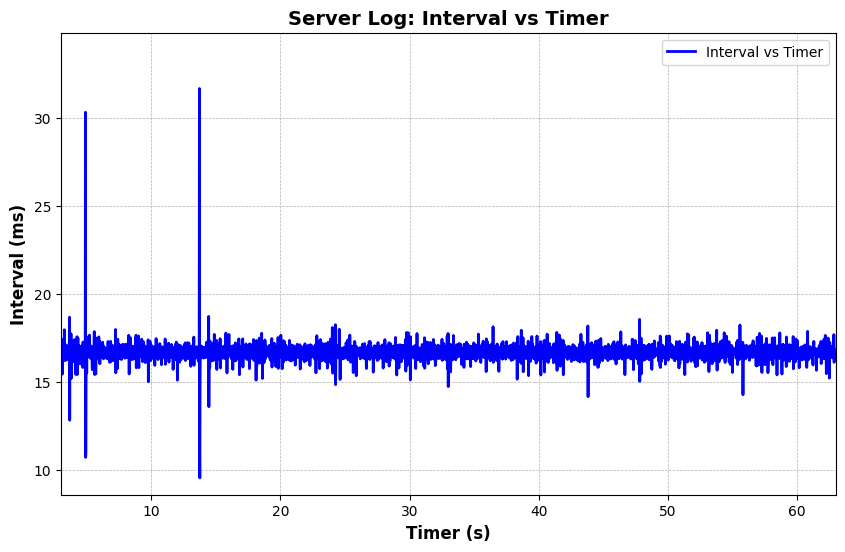 Server Log: Interval vs Timer
Interval vs Timer
30
25
20
15
10
Interval (ms)
10 20 30 40 50 60
Timer (s)